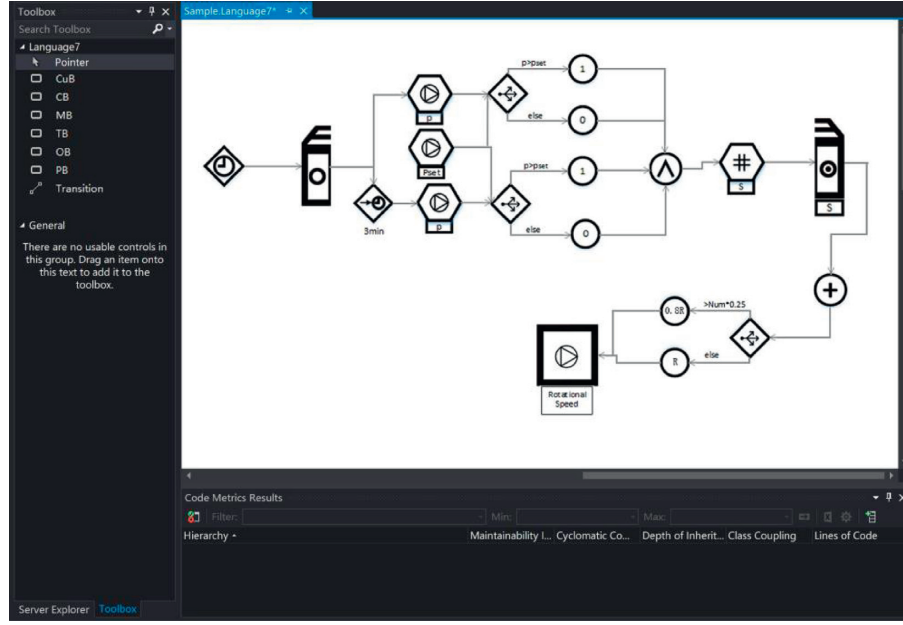 Toolbox
Search Toolbox
Language7
Pointer
CuB
CB
MB
TB
OB
PB
Transition
General
There are no usable controls in
this group. Drag an item onto
this text to add it to the
toolbox.
Server Explorer Toolbox
Sample.Language7*
p>pset
1
p
else
0
Pset
p>pset
1
S
S
3min
p
else
0
>Num*0.25
0.8R
else
R
Rotational
Speed
Code Metrics Results
Filter: Min: Max:
Hierarchy Maintainability I... Cyclomatic Co... Depth of Inherit... Class Coupling Lines of Code